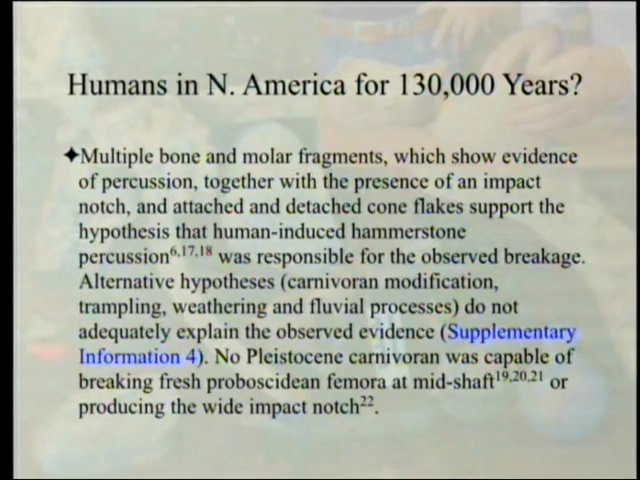 Humans in N. America for 130,000 Years?
✦Multiple bone and molar fragments, which show evidence
of percussion, together with the presence of an impact
notch, and attached and detached cone flakes support the
hypothesis that human-induced hammerstone
percussion6,17,18 was responsible for the observed breakage.
Alternative hypotheses (carnivoran modification,
trampling, weathering and fluvial processes) do not
adequately explain the observed evidence (Supplementary
Information 4). No Pleistocene carnivoran was capable of
breaking fresh proboscidean femora at mid-shaft19,20,21 or
producing the wide impact notch22.